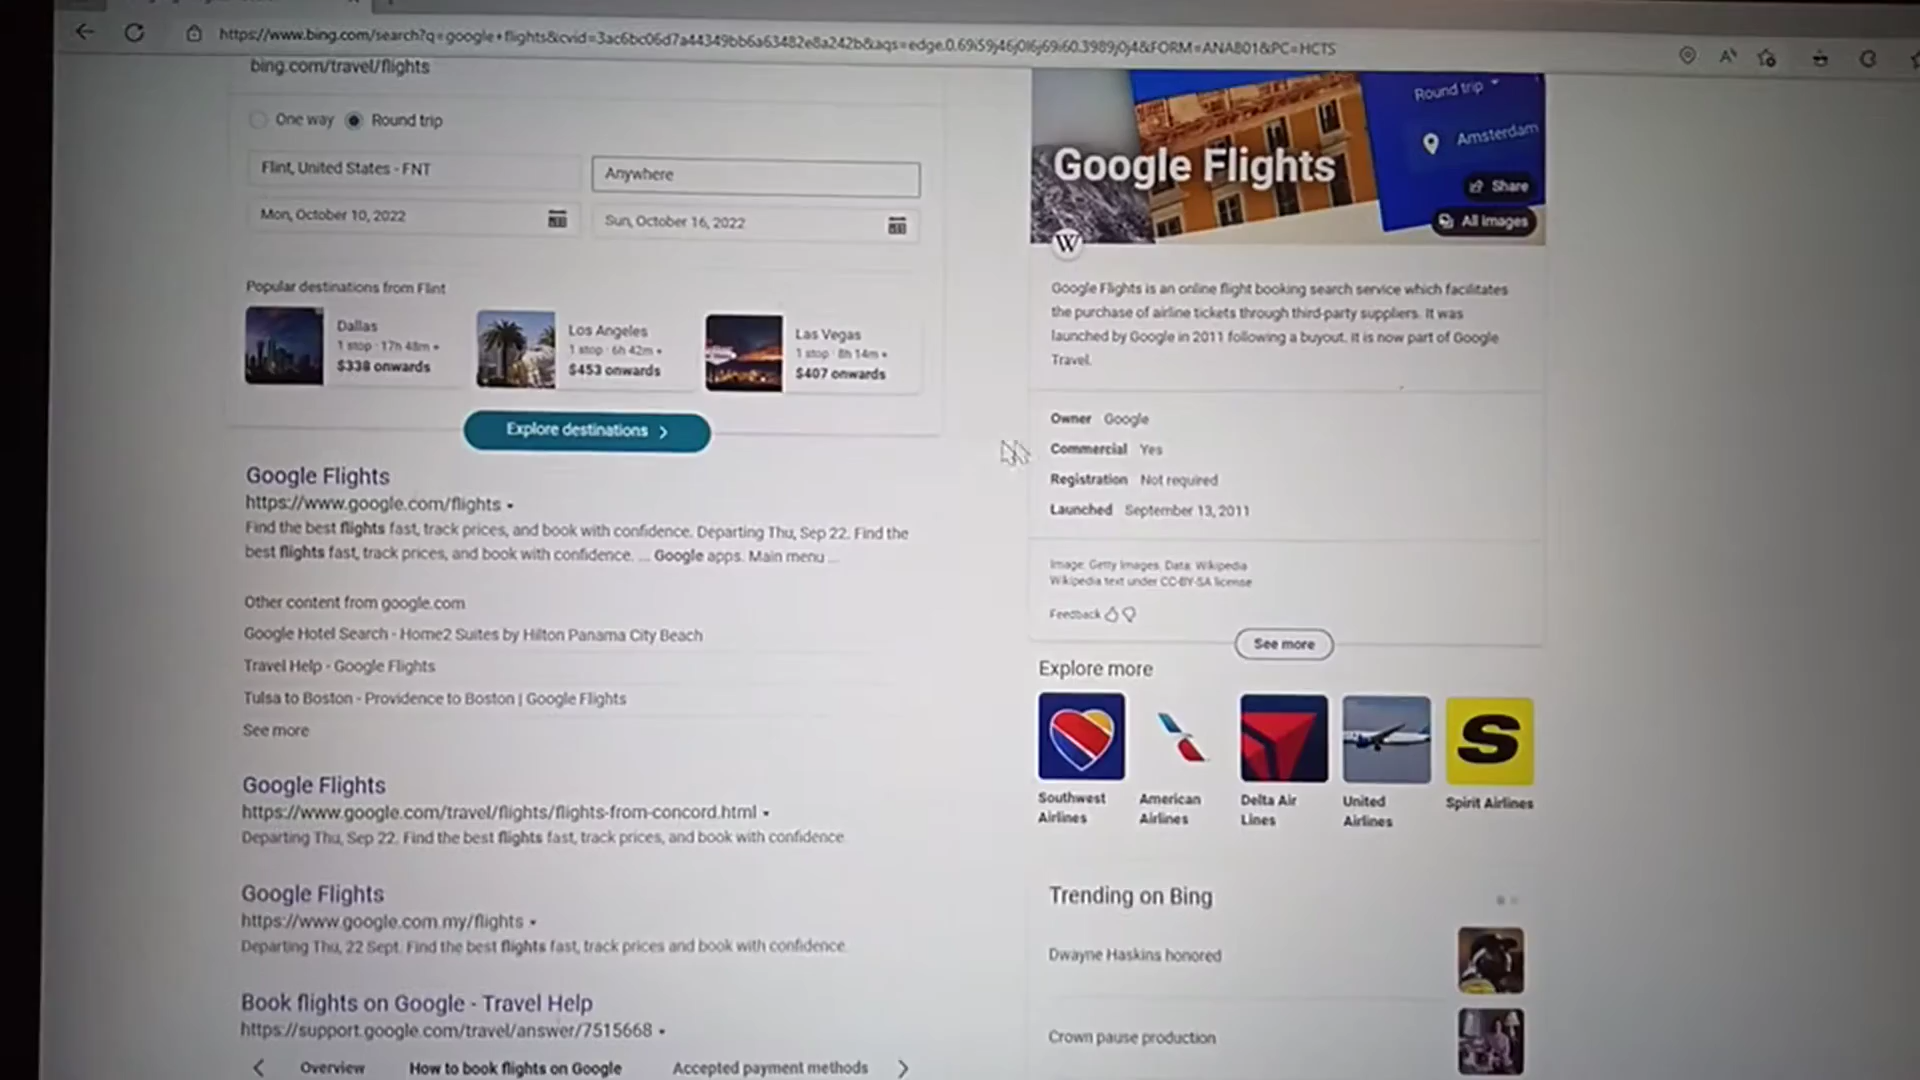 https://www.bing.com/search?q=google+flights&cvid=3ac6bc06d7a44349bb6a63482e8a242b&aqs=edge.0.69i59j46j0l6j69i60.3989j0j4&FORM=ANAB01&PC=HCTS
bing.com/travel/flights
One way Round trip
Flint, United States - FNT
Anywhere
Mon, October 10, 2022
Sun, October 16, 2022
Popular destinations from Flint
Dallas
1 stop · 17h 48m +
$338 onwards
Los Angeles
1 stop · 6h 42m +
$453 onwards
Las Vegas
1 stop · 8h 14m +
$407 onwards
Explore destinations >
Google Flights
https://www.google.com/flights
Find the best flights fast, track prices, and book with confidence. Departing Thu, Sep 22. Find the
best flights fast, track prices, and book with confidence. ... Google apps. Main menu ...
Other content from google.com
Google Hotel Search - Home2 Suites by Hilton Panama City Beach
Travel Help - Google Flights
Tulsa to Boston - Providence to Boston | Google Flights
See more
Google Flights
https://www.google.com/travel/flights/flights-from-concord.html
Departing Thu, Sep 22. Find the best flights fast, track prices, and book with confidence.
Google Flights
https://www.google.com.my/flights
Departing Thu, 22 Sept. Find the best flights fast, track prices and book with confidence.
Book flights on Google - Travel Help
https://support.google.com/travel/answer/7515668
Overview
How to book flights on Google
Accepted payment methods
Round trip
Amsterdam
Google Flights
Share
All images
W
Google Flights is an online flight booking search service which facilitates
the purchase of airline tickets through third-party suppliers. It was
launched by Google in 2011 following a buyout. It is now part of Google
Travel.
Owner Google
Commercial Yes
Registration Not required
Launched September 13, 2011
Image: Getty Images, Data: Wikipedia
Wikipedia text under CC-BY-SA license
Feedback
See more
Explore more
Southwest
Airlines
American
Airlines
Delta Air
Lines
United
Airlines
S
Spirit Airlines
Trending on Bing
Dwayne Haskins honored
Crown pause production